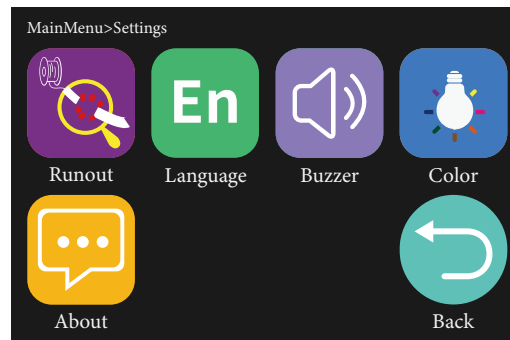 MainMenu>Settings
En
Runout
Language
Buzzer
Color
About
Back